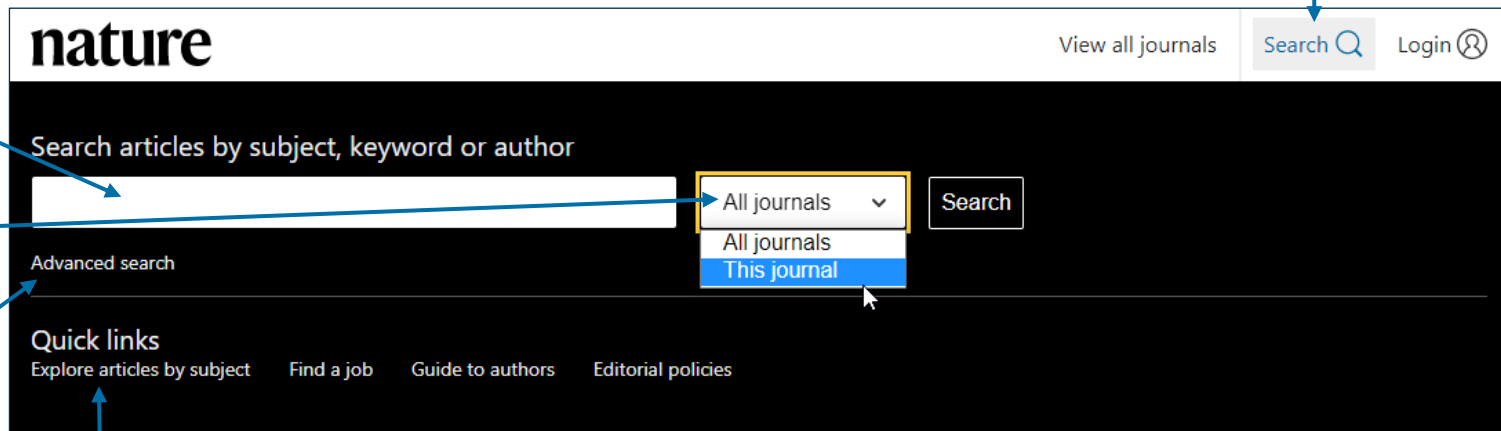 nature
View all journals
Search
Login
Search articles by subject, keyword or author
All journals
Search
All journals
This journal
Advanced search
Quick links
Explore articles by subject
Find a job
Guide to authors
Editorial policies